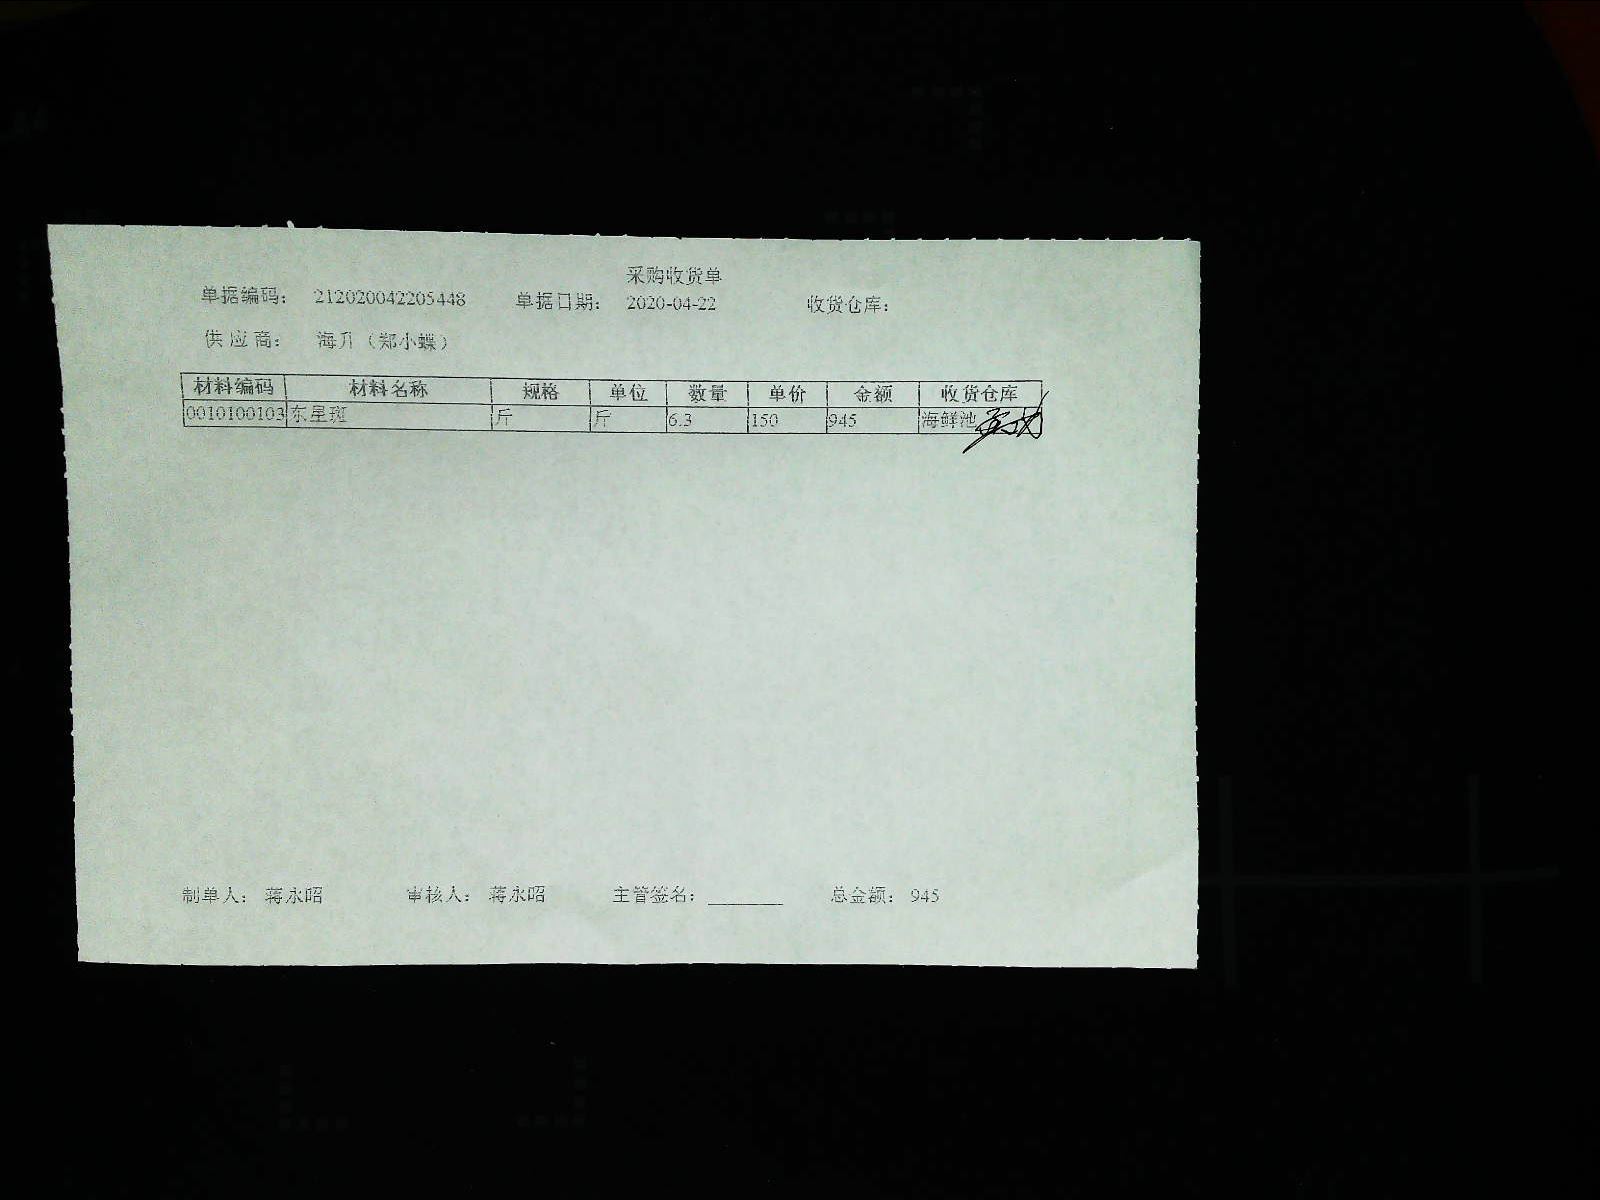 采购收货单
单据编码： 212020042205448 单据日期： 2020-04-22 收货仓库：
供应商： 海升（郑小蝶）
材料编码 材料名称 规格 单位 数量 单价 金额 收货仓库
0010100103 东星斑 斤 斤 6.3 150 945 海鲜池
制单人： 蒋永昭 审核人： 蒋永昭 主管签名： 总金额： 945